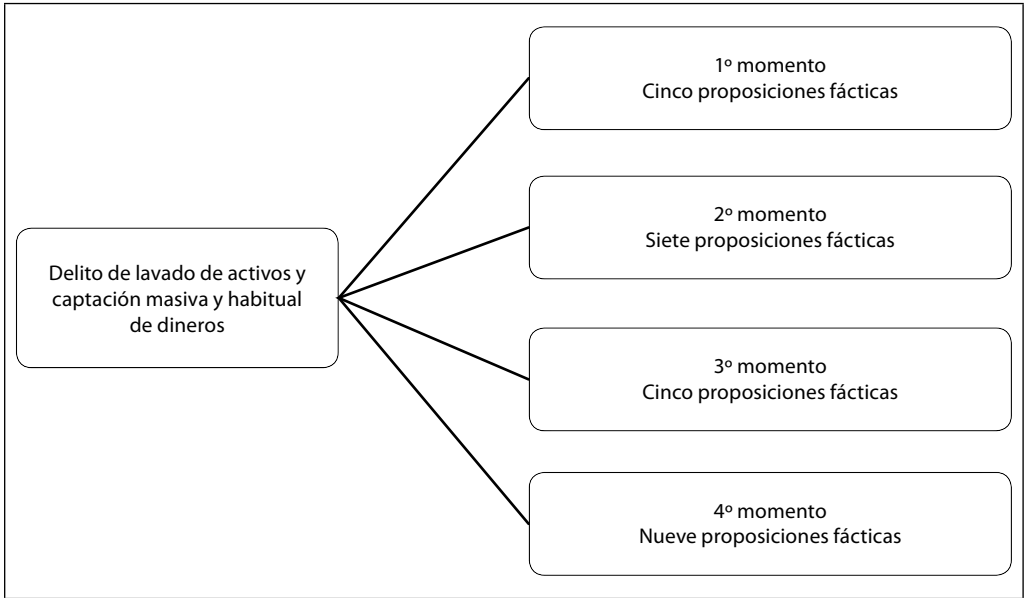 Delito de lavado de activos y
captación masiva y habitual
de dineros
1º momento
Cinco proposiciones fácticas
2º momento
Siete proposiciones fácticas
3º momento
Cinco proposiciones fácticas
4º momento
Nueve proposiciones fácticas